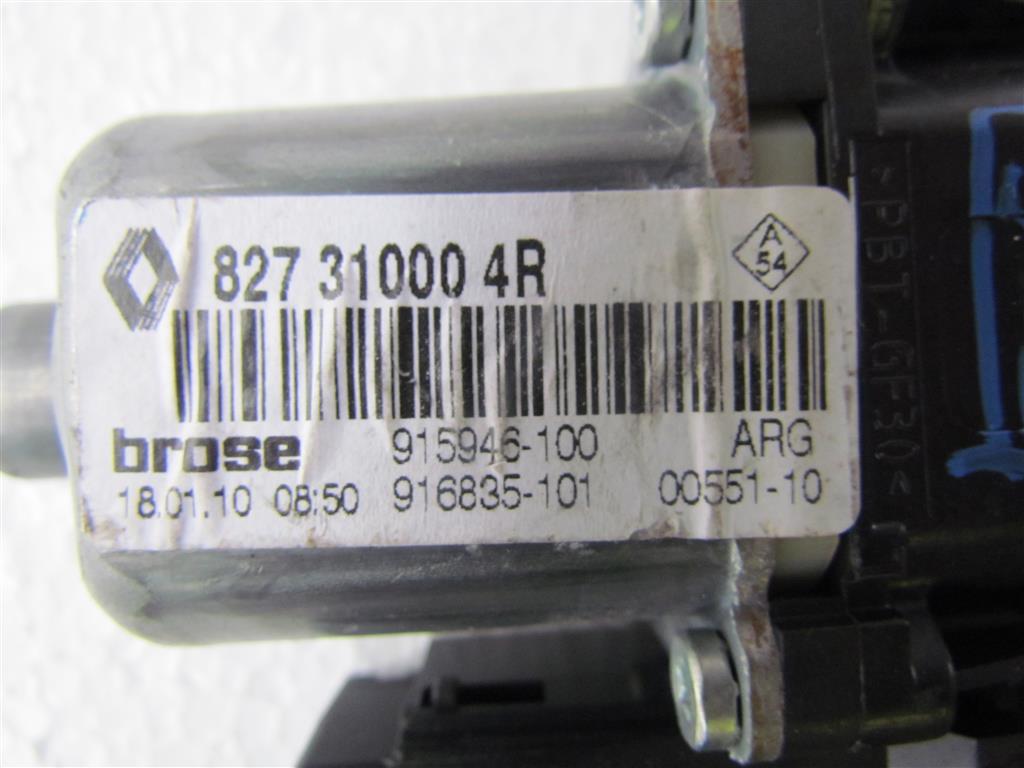 827 31000 4R
A
54
brose 915946-100 ARG
18.01.10 08:50 916835-101 00551-10
>PBT-GF30<